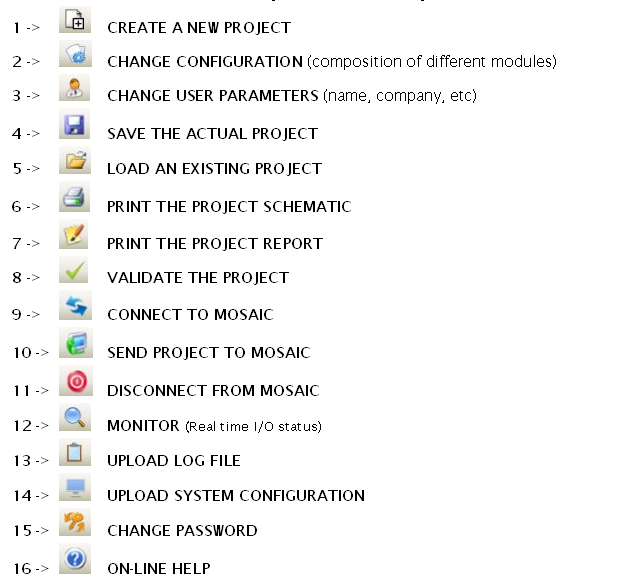 1 -> CREATE A NEW PROJECT
2 -> CHANGE CONFIGURATION (composition of different modules)
3 -> CHANGE USER PARAMETERS (name, company, etc)
4 -> SAVE THE ACTUAL PROJECT
5 -> LOAD AN EXISTING PROJECT
6 -> PRINT THE PROJECT SCHEMATIC
7 -> PRINT THE PROJECT REPORT
8 -> VALIDATE THE PROJECT
9 -> CONNECT TO MOSAIC
10 -> SEND PROJECT TO MOSAIC
11 -> DISCONNECT FROM MOSAIC
12 -> MONITOR (Real time I/O status)
13 -> UPLOAD LOG FILE
14 -> UPLOAD SYSTEM CONFIGURATION
15 -> CHANGE PASSWORD
16 -> ON-LINE HELP